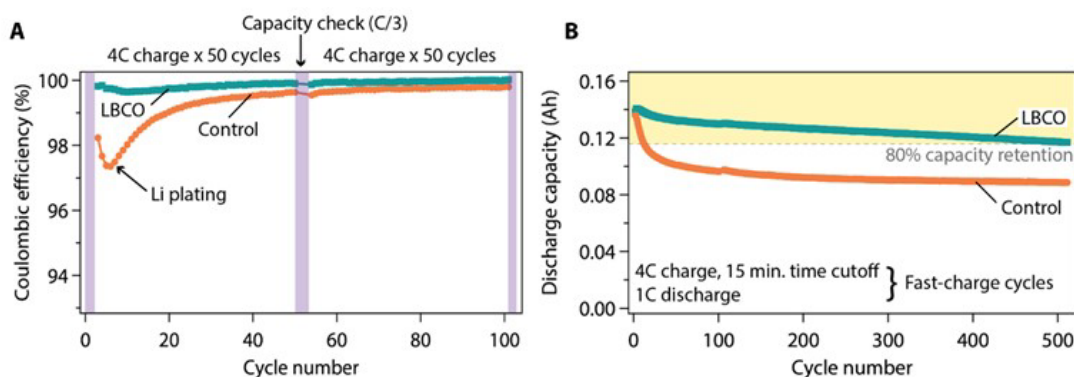 A
Capacity check (C/3)
4C charge x 50 cycles
4C charge x 50 cycles
100
98
96
94
LBCO
Control
Li plating
Coulombic efficiency (%)
0
20
40
60
80
100
Cycle number
B
0.16
0.12
0.08
0.04
0.00
LBCO
80% capacity retention
Control
4C charge, 15 min. time cutoff
1C discharge
} Fast-charge cycles
Discharge capacity (Ah)
0
100
200
300
400
500
Cycle number